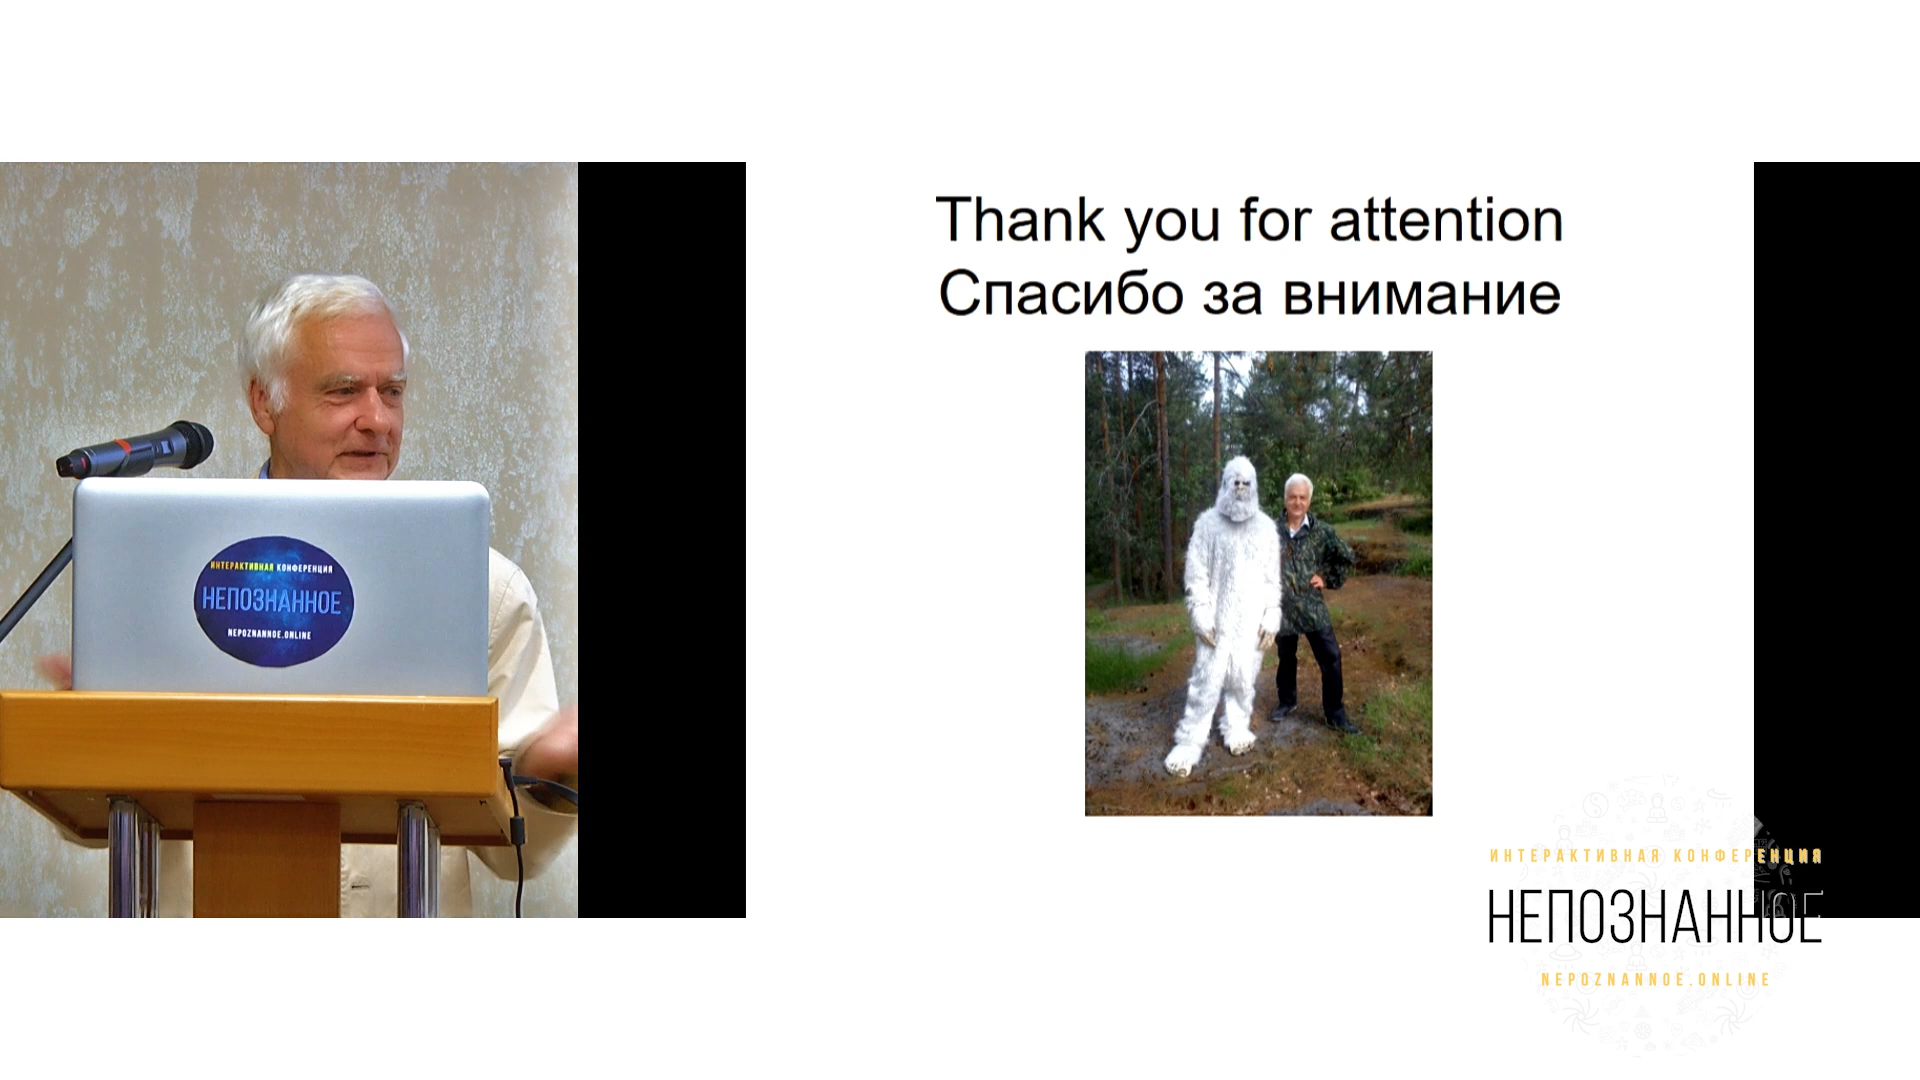 Thank you for attention
Спасибо за внимание
ИНТЕРАКТИВНАЯ КОНФЕРЕНЦИЯ
НЕПОЗНАННОЕ
NEPOZNANNOE.ONLINE
ИНТЕРАКТИВНАЯ КОНФЕРЕНЦИЯ
НЕПОЗНАННОЕ
NEPOZNANNOE.ONLINE